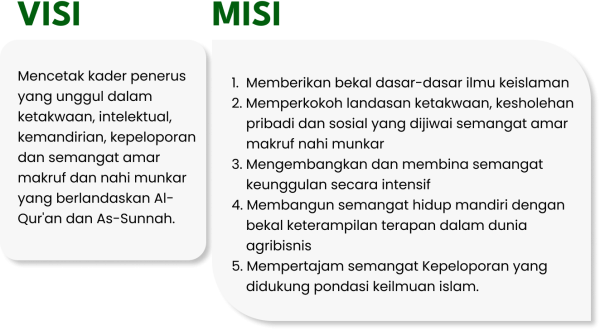 VISI
Mencetak kader penerus
yang unggul dalam
ketakwaan, intelektual,
kemandirian, kepeloporan
dan semangat amar
makruf dan nahi munkar
yang berlandaskan Al-
Qur'an dan As-Sunnah.
MISI
1. Memberikan bekal dasar-dasar ilmu keislaman
2. Memperkokoh landasan ketakwaan, kesholehan
pribadi dan sosial yang dijiwai semangat amar
makruf nahi munkar
3. Mengembangkan dan membina semangat
keunggulan secara intensif
4. Membangun semangat hidup mandiri dengan
bekal keterampilan terapan dalam dunia
agribisnis
5. Mempertajam semangat Kepeloporan yang
didukung pondasi keilmuan islam.